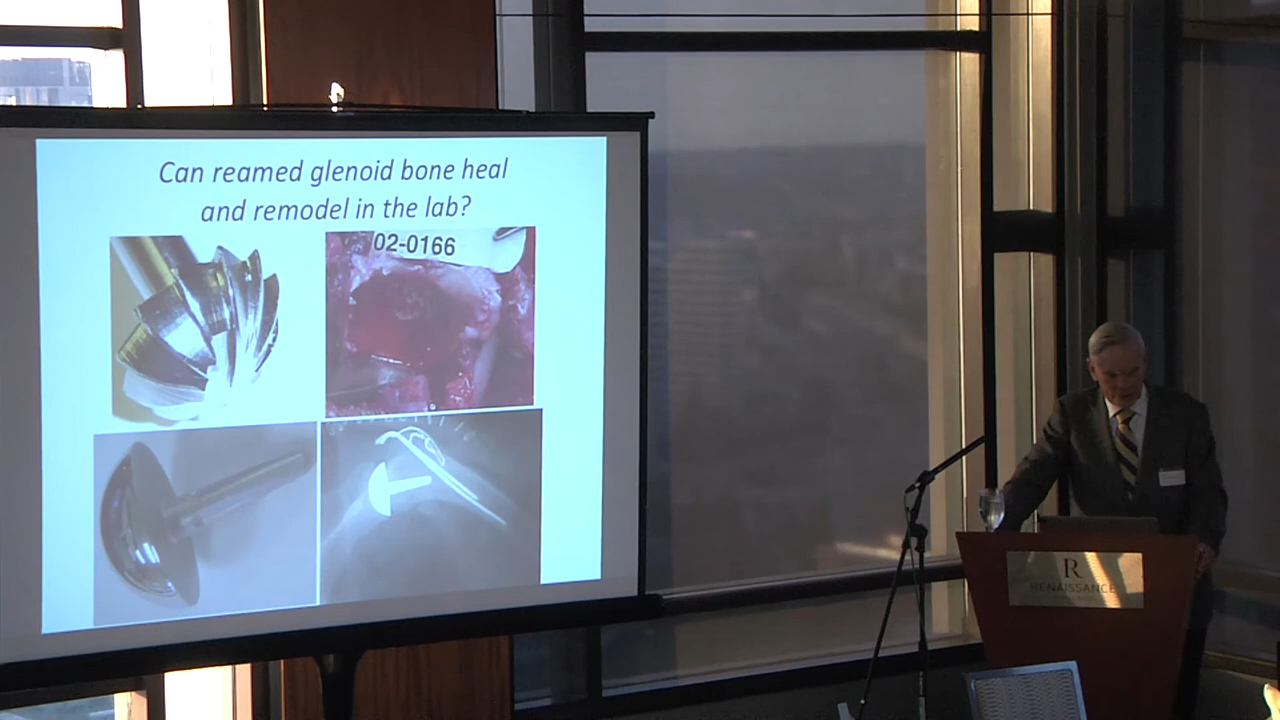 Can reamed glenoid bone heal
and remodel in the lab?
02-0166
R
RENAISSANCE